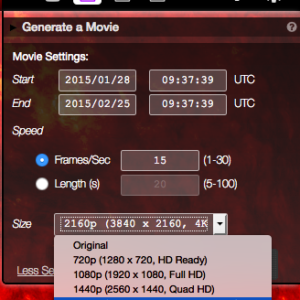 Generate a Movie
Movie Settings:
Start 2015/01/28 09:37:39 UTC
End 2015/02/25 09:37:39 UTC
Speed
Frames/Sec 15 (1-30)
Length (s) 20 (5-100)
Size 2160p (3840 x 2160, 4K
Original
720p (1280 x 720, HD Ready)
1080p (1920 x 1080, Full HD)
1440p (2560 x 1440, Quad HD)
Less Se